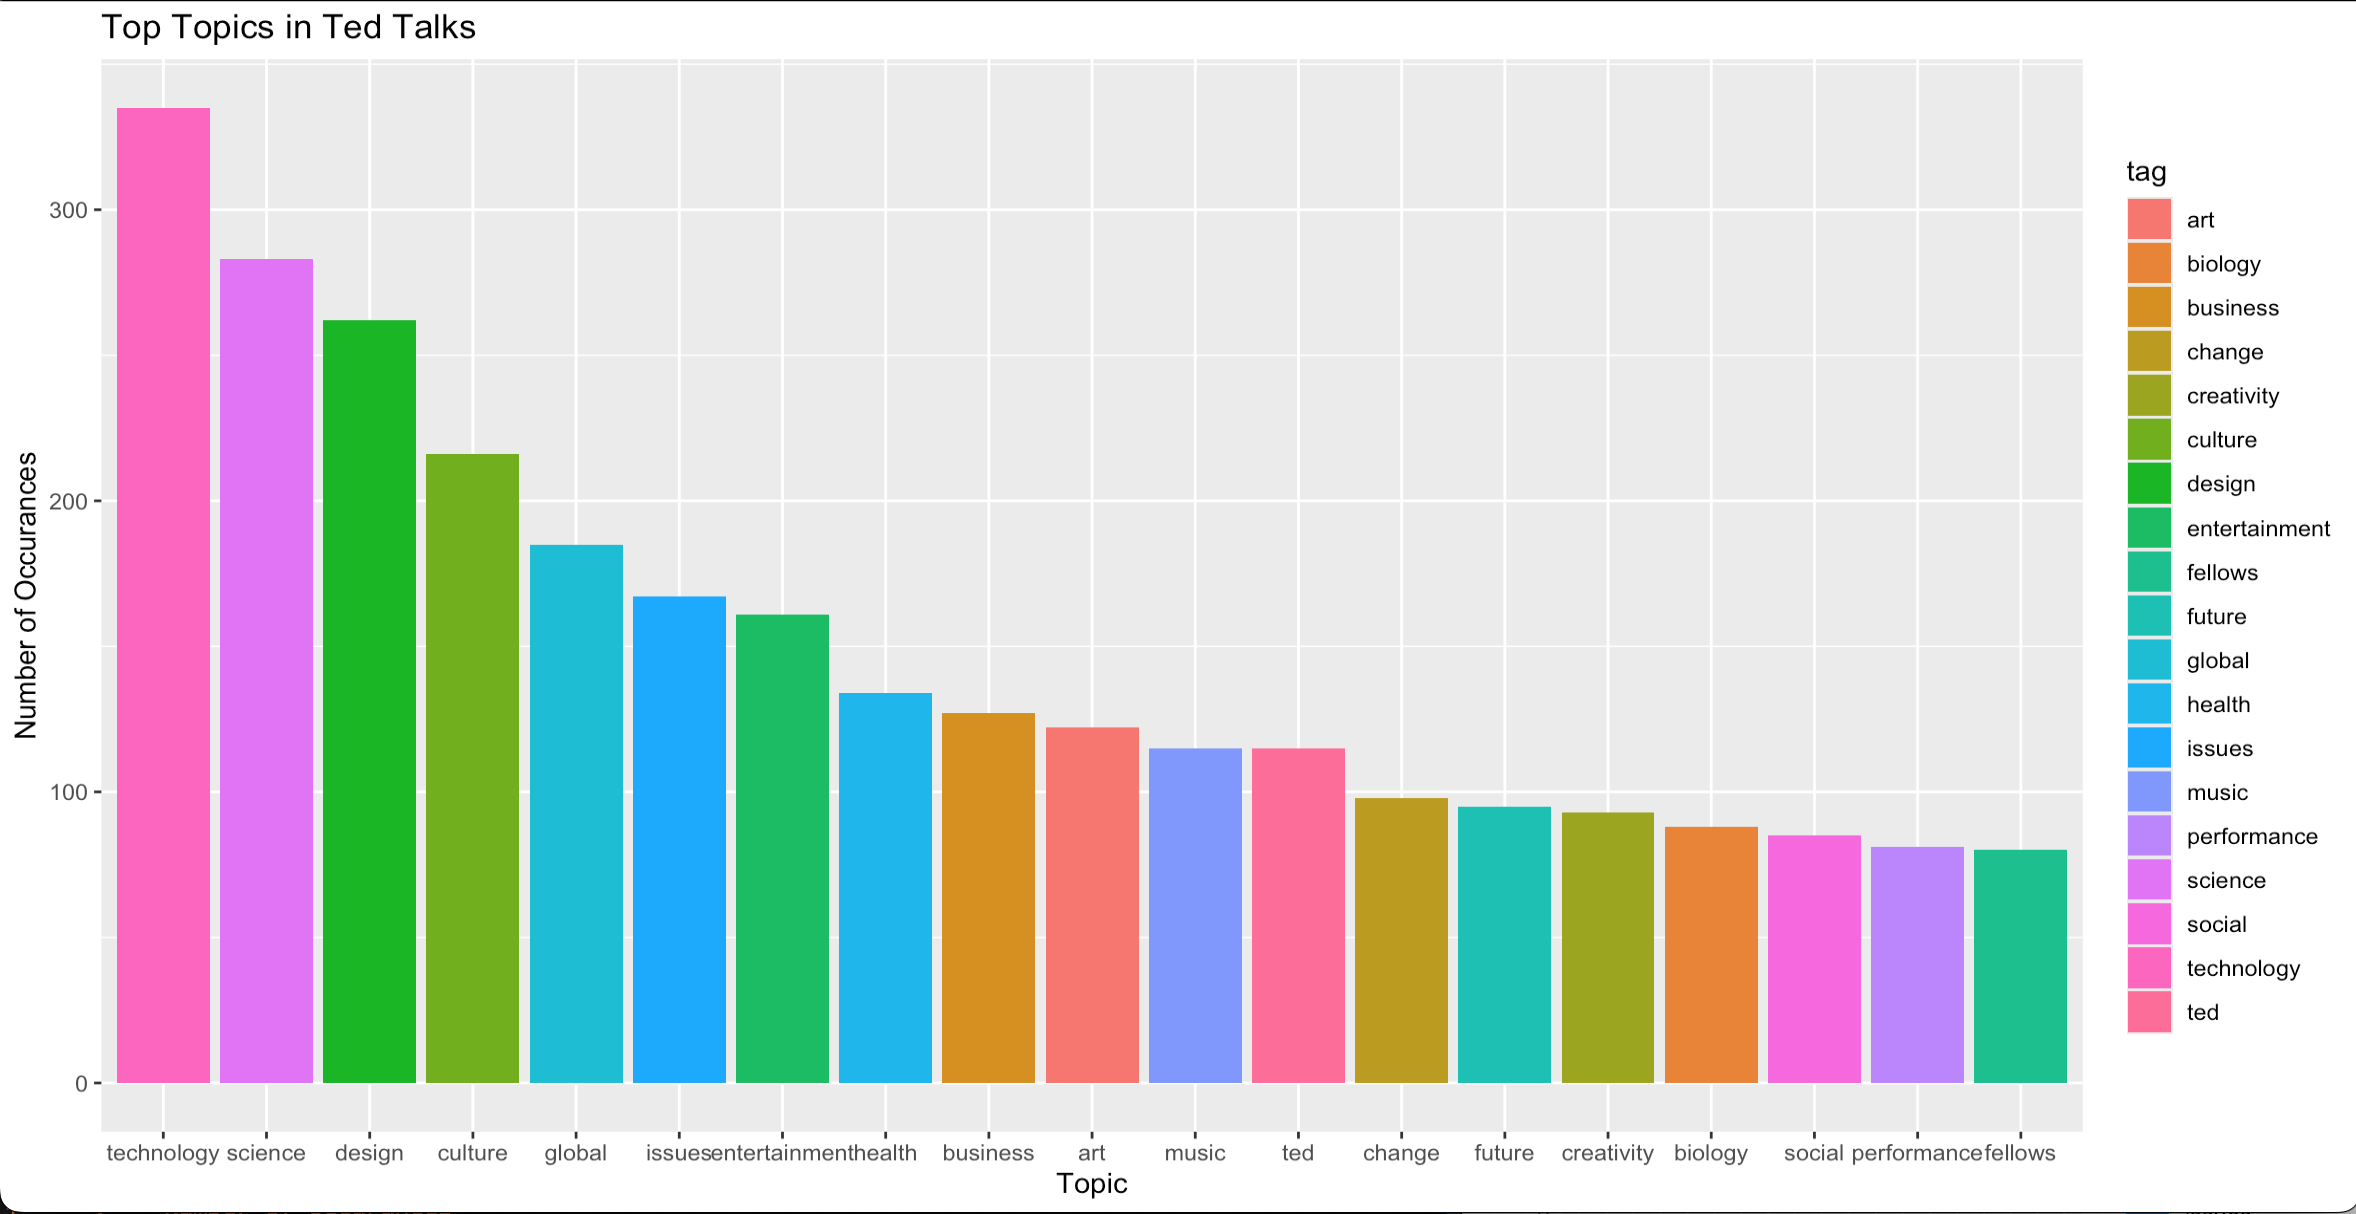 Top Topics in Ted Talks
Number of Occurances
300
200
100
0
technology science design culture global issues entertainment health business art music ted change future creativity biology social performance fellows
Topic
tag
art
biology
business
change
creativity
culture
design
entertainment
fellows
future
global
health
issues
music
performance
science
social
technology
ted